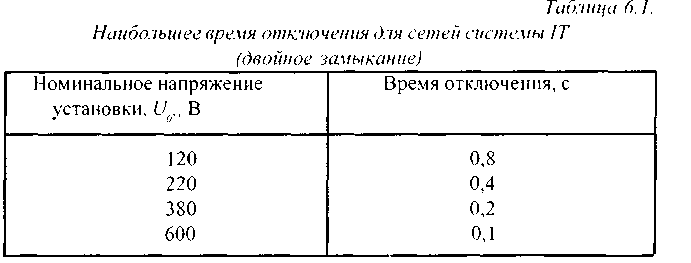 Таблица 6.1.
Наибольшее время отключения для сетей системы IT
(двойное замыкание)
Номинальное напряжение Время отключения, с
установки, U₀, В
120 0,8
220 0,4
380 0,2
600 0,1